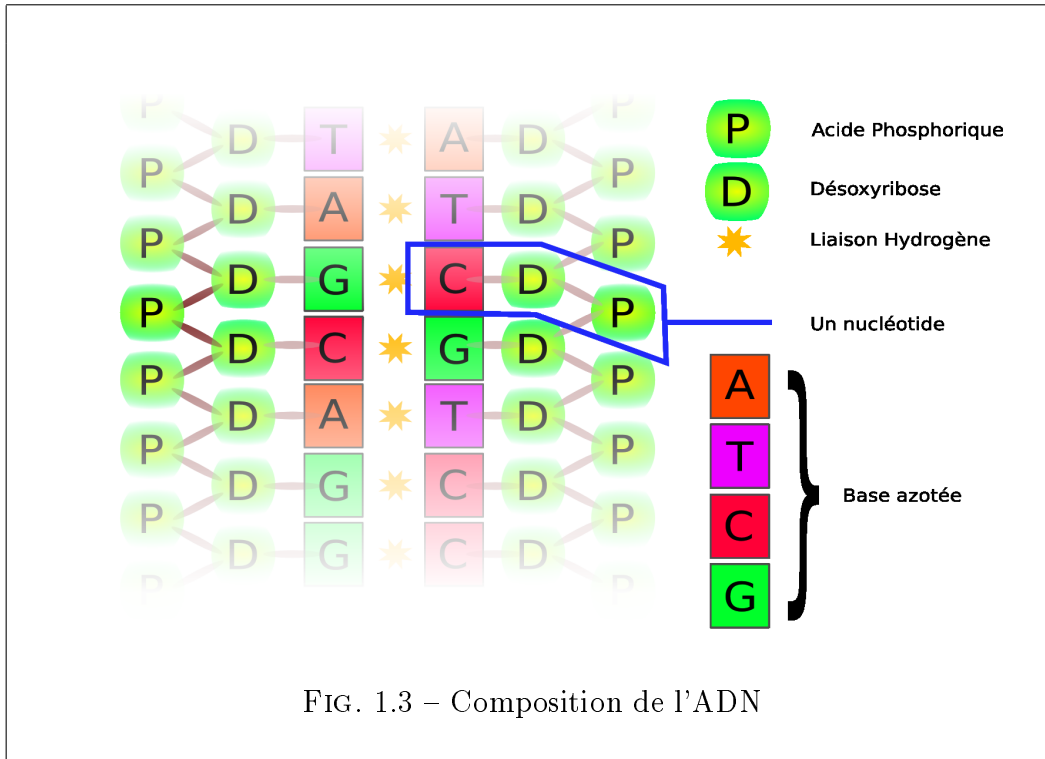 P P
D T A D
P P
D A T D
P P
D G C D
P P
D C G D
P P
D A T D
P P
D G C D
P P
D G C D
P P
P Acide Phosphorique
D Désoxyribose
Liaison Hydrogène
Un nucléotide
A
T
C
G
Base azotée
FIG. 1.3 – Composition de l'ADN